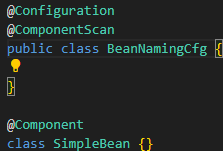 @Configuration
@ComponentScan
public class BeanNamingCfg {
}
@Component
class SimpleBean {}